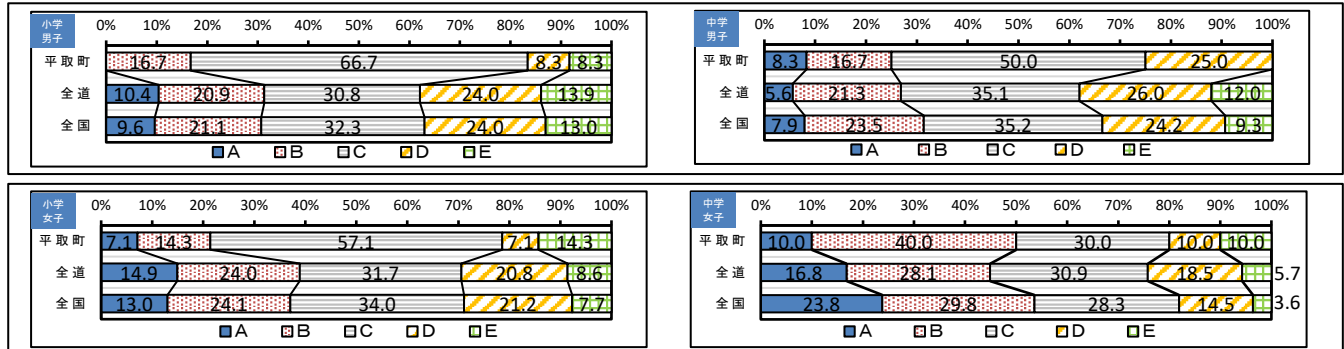 小学
男子
0% 10% 20% 30% 40% 50% 60% 70% 80% 90% 100%
平取町 16.7 66.7 8.3 8.3
全道 10.4 20.9 30.8 24.0 13.9
全国 9.6 21.1 32.3 24.0 13.0
A B C D E
中学
男子
0% 10% 20% 30% 40% 50% 60% 70% 80% 90% 100%
平取町 8.3 16.7 50.0 25.0
全道 5.6 21.3 35.1 26.0 12.0
全国 7.9 23.5 35.2 24.2 9.3
A B C D E
小学
女子
0% 10% 20% 30% 40% 50% 60% 70% 80% 90% 100%
平取町 7.1 14.3 57.1 7.1 14.3
全道 14.9 24.0 31.7 20.8 8.6
全国 13.0 24.1 34.0 21.2 7.7
A B C D E
中学
女子
0% 10% 20% 30% 40% 50% 60% 70% 80% 90% 100%
平取町 10.0 40.0 30.0 10.0 10.0
全道 16.8 28.1 30.9 18.5 5.7
全国 23.8 29.8 28.3 14.5 3.6
A B C D E